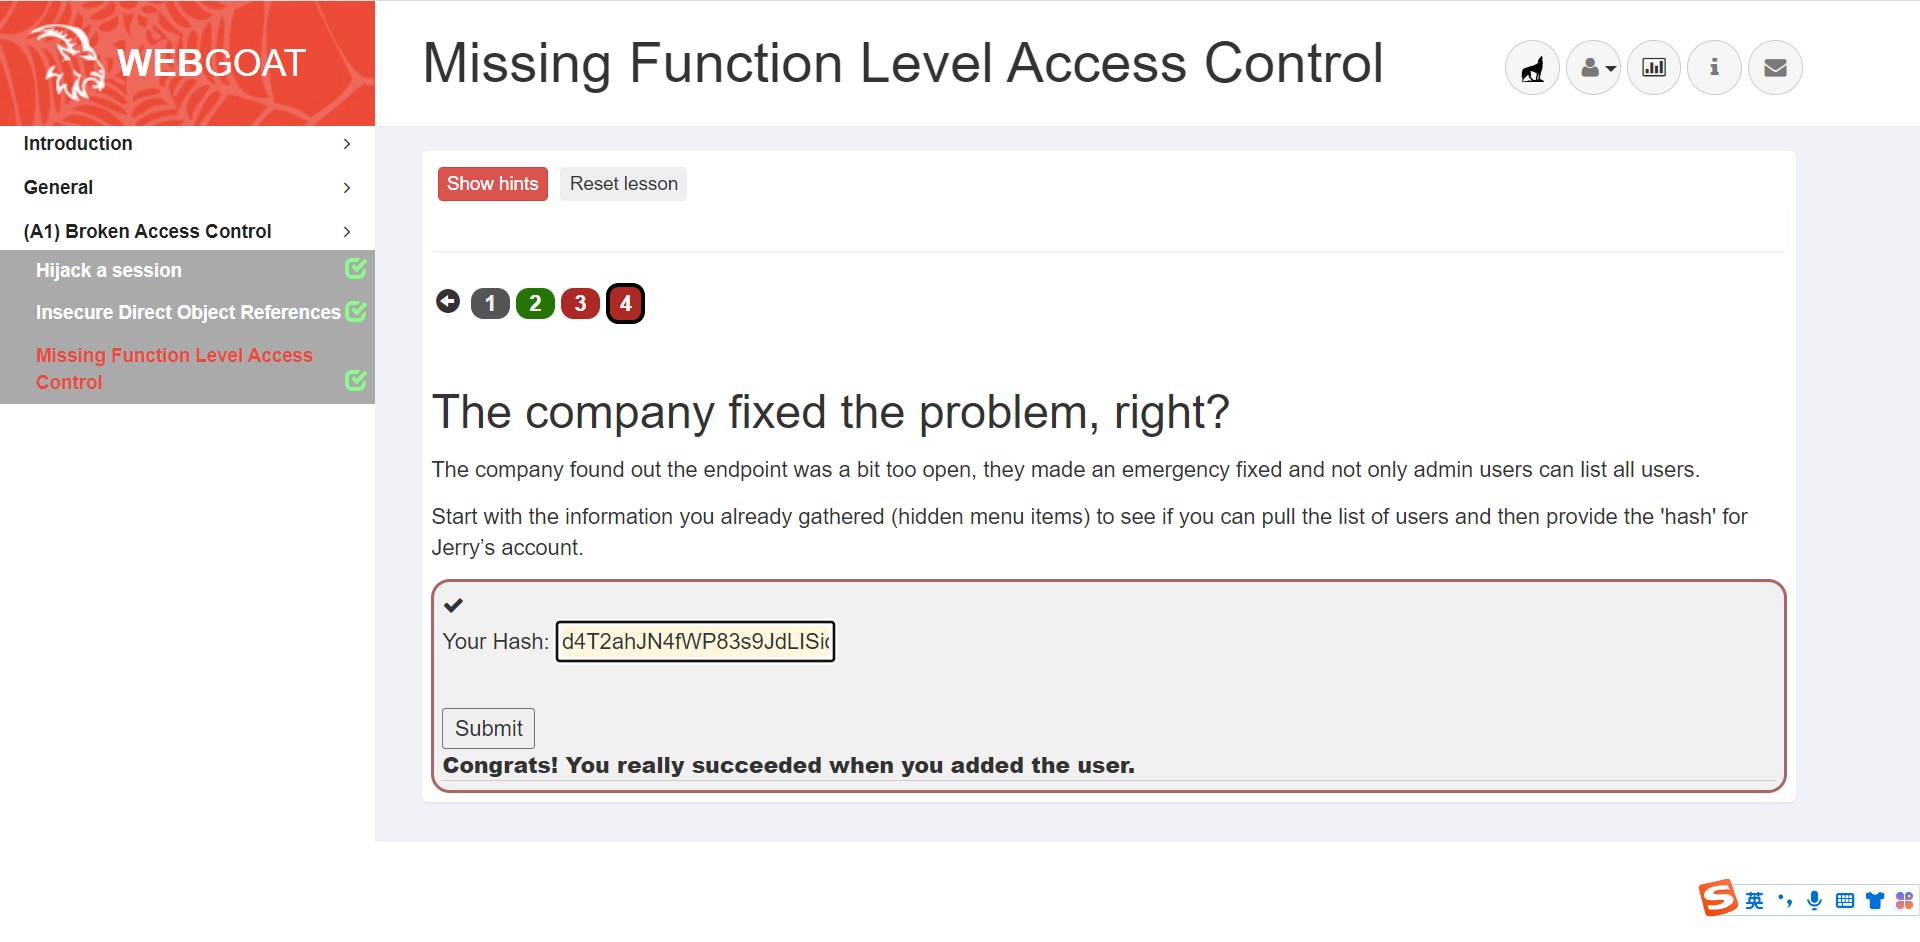 WEBGOAT
Missing Function Level Access Control
Introduction
General
(A1) Broken Access Control
Hijack a session
Insecure Direct Object References
Missing Function Level Access
Control
Show hints
Reset lesson
1 2 3 4
The company fixed the problem, right?
The company found out the endpoint was a bit too open, they made an emergency fixed and not only admin users can list all users.
Start with the information you already gathered (hidden menu items) to see if you can pull the list of users and then provide the 'hash' for
Jerry’s account.
Your Hash: d4T2ahJN4fWP83s9JdLISi
Submit
Congrats! You really succeeded when you added the user.
英